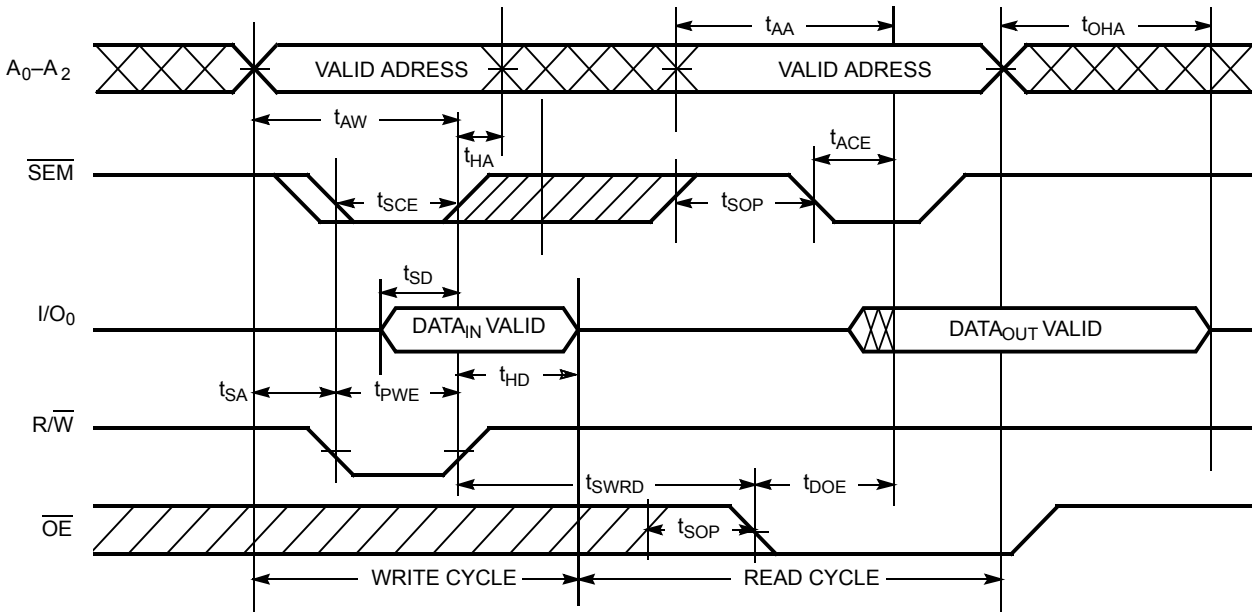 tAA
tOHA
A0–A2
VALID ADRESS
VALID ADRESS
tAW
tHA
tACE
SEM
tSCE
tSOP
tSD
I/O0
DATAIN VALID
DATAOUT VALID
tSA
tPWE
tHD
R/W
tSWRD
tDOE
OE
tSOP
WRITE CYCLE
READ CYCLE